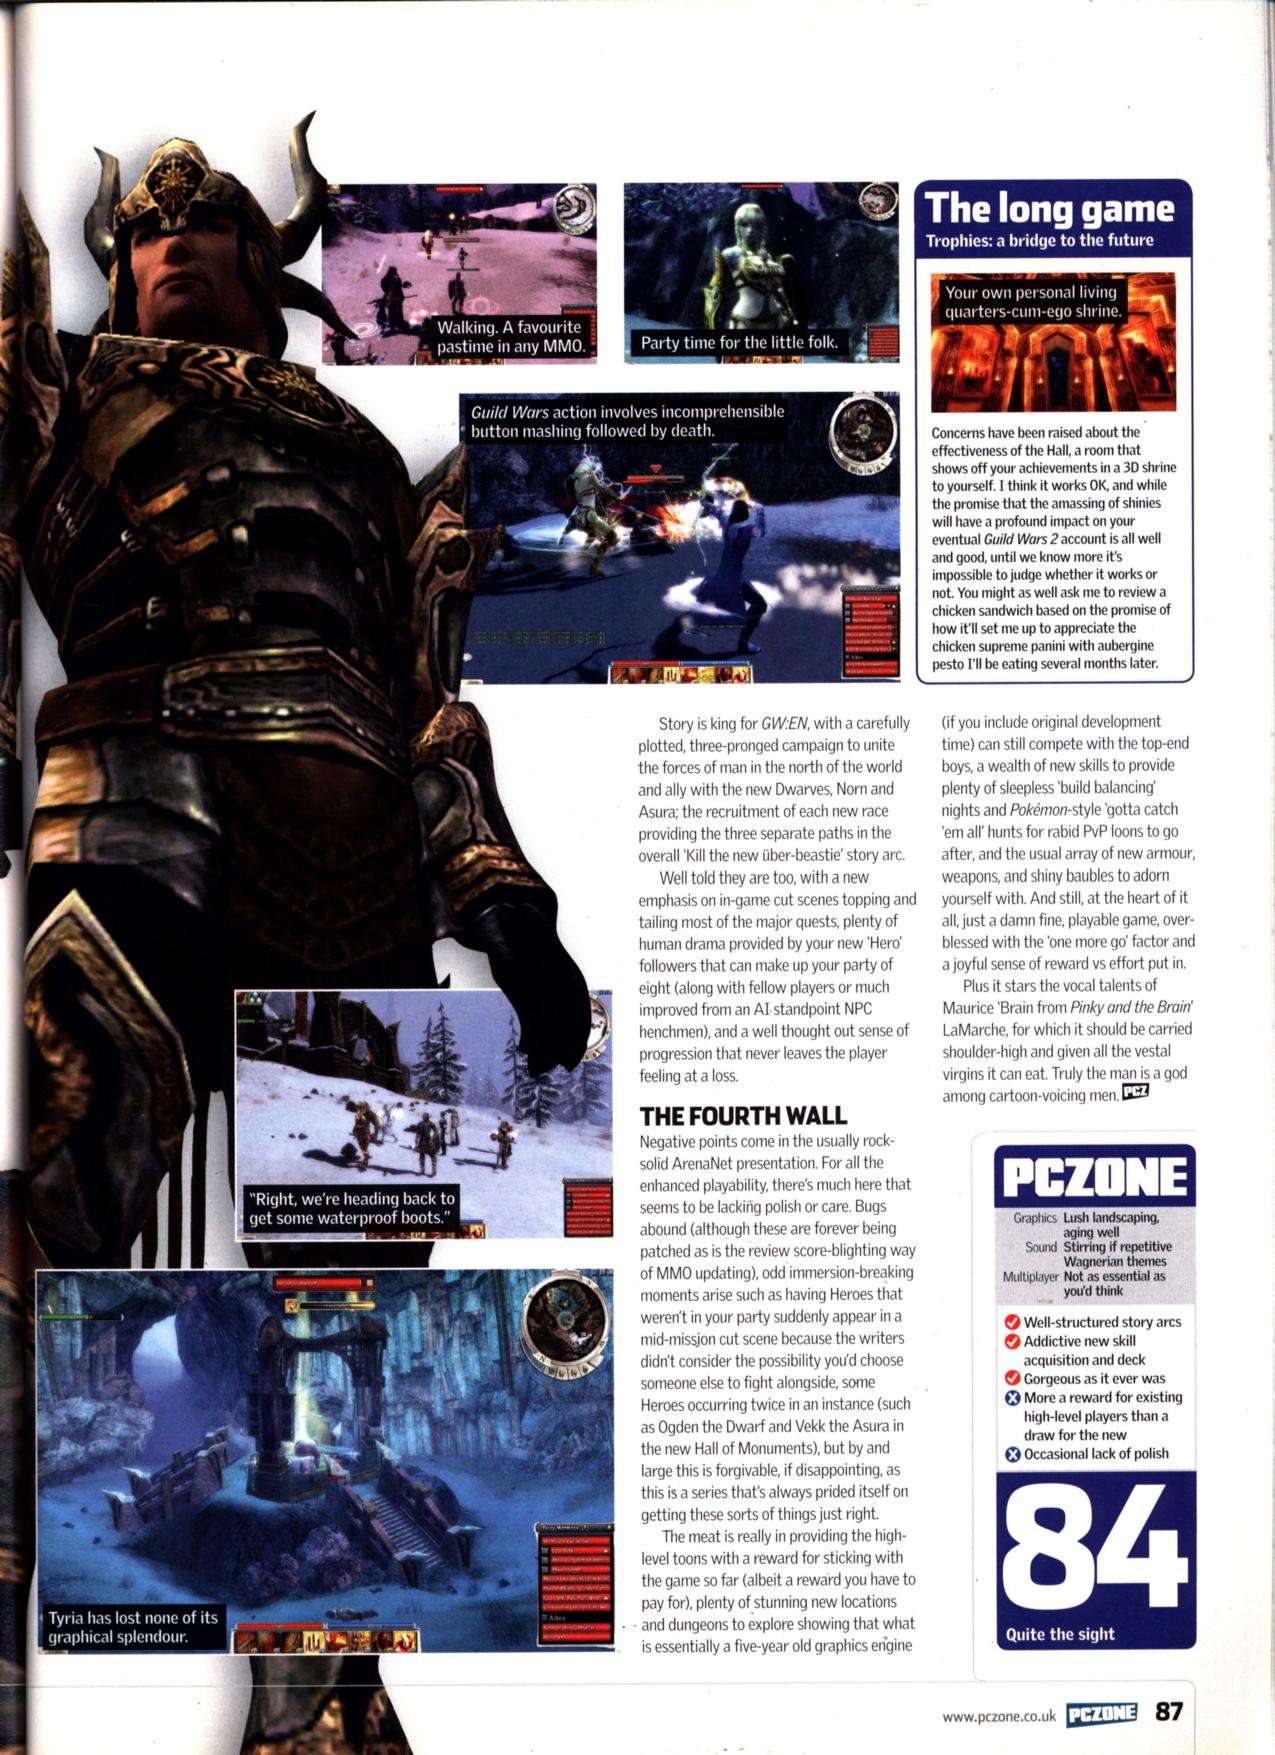 Walking. A favourite
pastime in any MMO.
Party time for the little folk.
Guild Wars action involves incomprehensible
button mashing followed by death.
The long game
Trophies: a bridge to the future
Your own personal living
quarters-cum-ego shrine.
Concerns have been raised about the
effectiveness of the Hall, a room that
shows off your achievements in a 3D shrine
to yourself. I think it works OK, and while
the promise that the amassing of shinies
will have a profound impact on your
eventual Guild Wars 2 account is all well
and good, until we know more it's
impossible to judge whether it works or
not. You might as well ask me to review a
chicken sandwich based on the promise of
how it'll set me up to appreciate the
chicken supreme panini with aubergine
pesto I'll be eating several months later.
"Right, we're heading back to
get some waterproof boots."
Tyria has lost none of its
graphical splendour.
Story is king for GW:EN, with a carefully
plotted, three-pronged campaign to unite
the forces of man in the north of the world
and ally with the new Dwarves, Norn and
Asura; the recruitment of each new race
providing the three separate paths in the
overall 'Kill the new über-beastie' story arc.
Well told they are too, with a new
emphasis on in-game cut scenes topping and
tailing most of the major quests, plenty of
human drama provided by your new 'Hero'
followers that can make up your party of
eight (along with fellow players or much
improved from an AI standpoint NPC
henchmen), and a well thought out sense of
progression that never leaves the player
feeling at a loss.
THE FOURTH WALL
Negative points come in the usually rock-
solid ArenaNet presentation. For all the
enhanced playability, there's much here that
seems to be lacking polish or care. Bugs
abound (although these are forever being
patched as is the review score-blighting way
of MMO updating), odd immersion-breaking
moments arise such as having Heroes that
weren't in your party suddenly appear in a
mid-mission cut scene because the writers
didn't consider the possibility you'd choose
someone else to fight alongside, some
Heroes occurring twice in an instance (such
as Ogden the Dwarf and Vekk the Asura in
the new Hall of Monuments), but by and
large this is forgivable, if disappointing, as
this is a series that's always prided itself on
getting these sorts of things just right.
The meat is really in providing the high-
level toons with a reward for sticking with
the game so far (albeit a reward you have to
pay for), plenty of stunning new locations
and dungeons to explore showing that what
is essentially a five-year old graphics engine
(if you include original development
time) can still compete with the top-end
boys, a wealth of new skills to provide
plenty of sleepless 'build balancing'
nights and Pokémon-style 'gotta catch
'em all' hunts for rabid PvP loons to go
after, and the usual array of new armour,
weapons, and shiny baubles to adorn
yourself with. And still, at the heart of it
all, just a damn fine, playable game, over-
blessed with the 'one more go' factor and
a joyful sense of reward vs effort put in.
Plus it stars the vocal talents of
Maurice 'Brain from Pinky and the Brain'
LaMarche, for which it should be carried
shoulder-high and given all the vestal
virgins it can eat. Truly the man is a god
among cartoon-voicing men. PCZ
PCZONE
Graphics Lush landscaping,
aging well
Sound Stirring if repetitive
Wagnerian themes
Multiplayer Not as essential as
you'd think
Well-structured story arcs
Addictive new skill
acquisition and deck
Gorgeous as it ever was
More a reward for existing
high-level players than a
draw for the new
Occasional lack of polish
84
Quite the sight
www.pczone.co.uk PCZONE 87